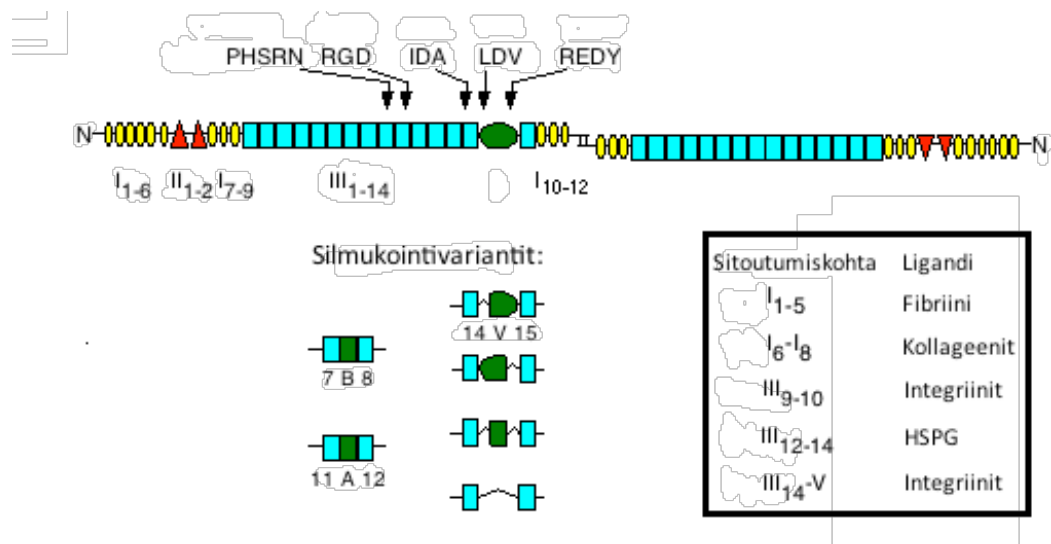 PHSRN RGD IDA LDV REDY
N N
I1-6 II1-2 I7-9 III1-14 I10-12
Silmukointivariantit:
14 V 15
7 B 8
11 A 12
Sitoutumiskohta Ligandi
I1-5 Fibriini
I6-I8 Kollageenit
III9-10 Integriinit
III12-14 HSPG
III14-V Integriinit